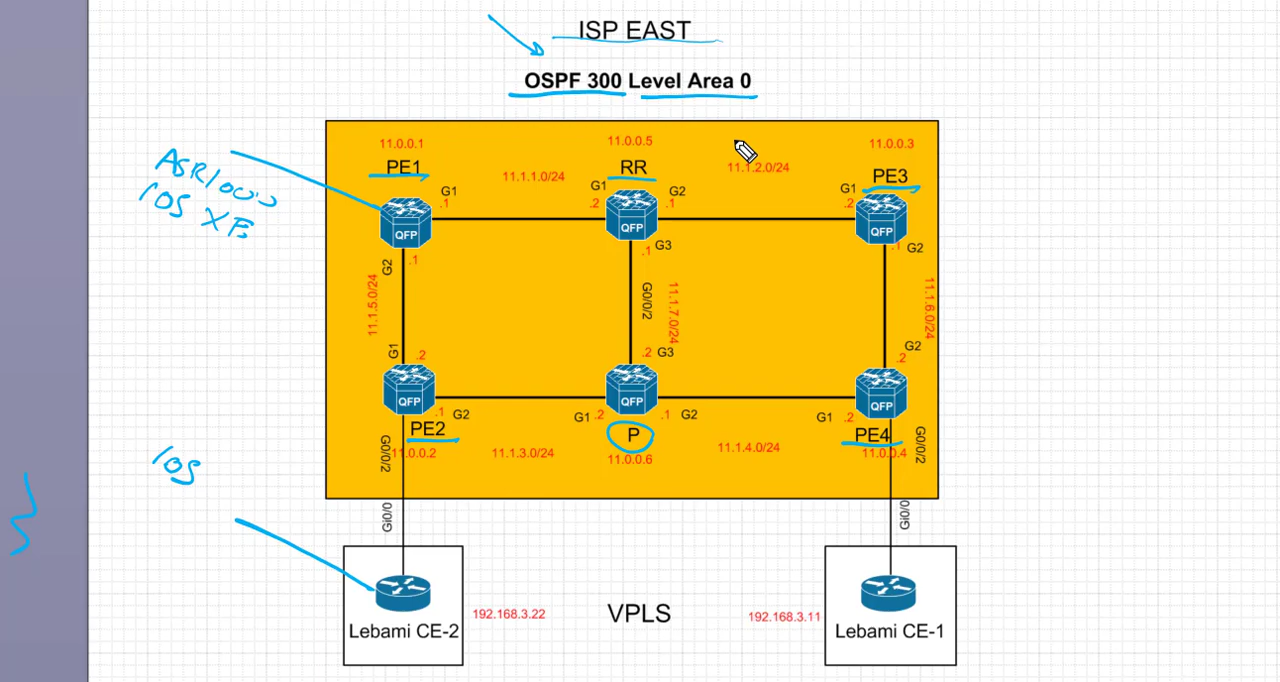 ISP EAST
OSPF 300 Level Area 0
11.0.0.1
11.0.0.5
11.0.0.3
PE1
RR
PE3
11.1.1.0/24
11.1.2.0/24
ASR1000
IOS XE
G1
.1
G1
.2
G2
.1
G1
.2
QFP
QFP
QFP
G2
.1
G3
.1
G2
.1
11.1.5.0/24
G0/0/2
11.1.7.0/24
11.1.6.0/24
G1
.2
.2
G3
G2
.2
QFP
QFP
QFP
.1
G2
G1
.2
.1
G2
G1
.2
PE2
P
PE4
G0/0/2
11.0.0.2
11.1.3.0/24
11.0.0.6
11.1.4.0/24
11.0.0.4
G0/0/2
IOS
Gi0/0
Gi0/0
192.168.3.22
VPLS
192.168.3.11
Lebami CE-2
Lebami CE-1